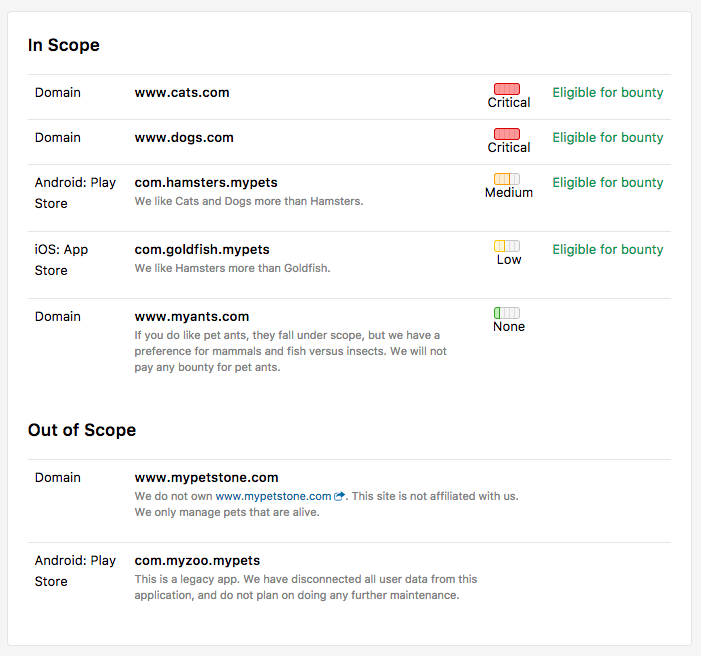 In Scope
Domain
www.cats.com
Critical
Eligible for bounty
Domain
www.dogs.com
Critical
Eligible for bounty
Android: Play
Store
com.hamsters.mypets
We like Cats and Dogs more than Hamsters.
Medium
Eligible for bounty
iOS: App
Store
com.goldfish.mypets
We like Hamsters more than Goldfish.
Low
Eligible for bounty
Domain
www.myants.com
If you do like pet ants, they fall under scope, but we have a
preference for mammals and fish versus insects. We will not
pay any bounty for pet ants.
None
Out of Scope
Domain
www.mypetstone.com
We do not own www.mypetstone.com. This site is not affiliated with us.
We only manage pets that are alive.
Android: Play
Store
com.myzoo.mypets
This is a legacy app. We have disconnected all user data from this
application, and do not plan on doing any further maintenance.